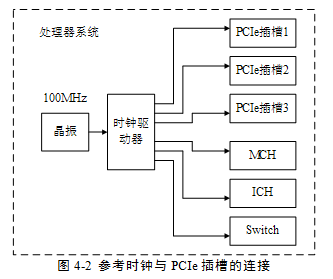 处理器系统
PCIe插槽1
PCIe插槽2
100MHz
PCIe插槽3
晶振
时钟驱
动器
MCH
ICH
Switch
图 4-2 参考时钟与 PCIe 插槽的连接